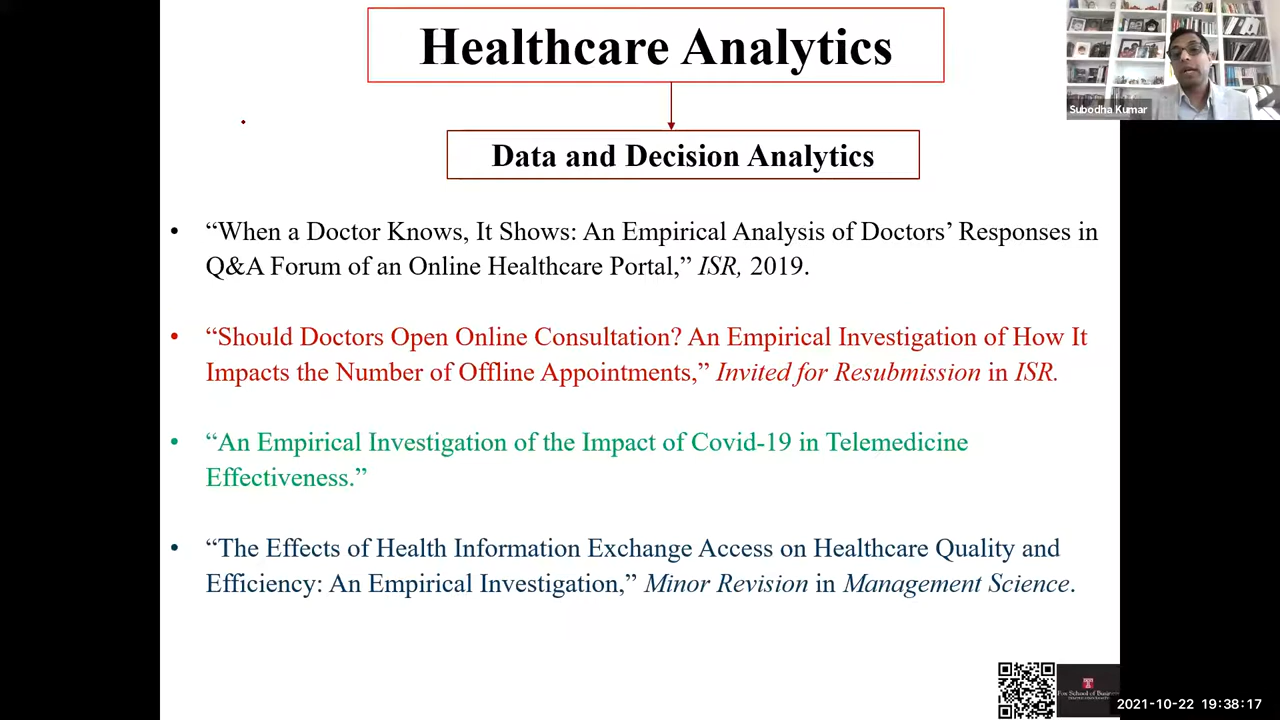 Healthcare Analytics
Subodha Kumar
Data and Decision Analytics
• “When a Doctor Knows, It Shows: An Empirical Analysis of Doctors’ Responses in
Q&A Forum of an Online Healthcare Portal,” ISR, 2019.
• “Should Doctors Open Online Consultation? An Empirical Investigation of How It
Impacts the Number of Offline Appointments,” Invited for Resubmission in ISR.
• “An Empirical Investigation of the Impact of Covid-19 in Telemedicine
Effectiveness.”
• “The Effects of Health Information Exchange Access on Healthcare Quality and
Efficiency: An Empirical Investigation,” Minor Revision in Management Science.
Fox School of Business
2021-10-22 19:38:17